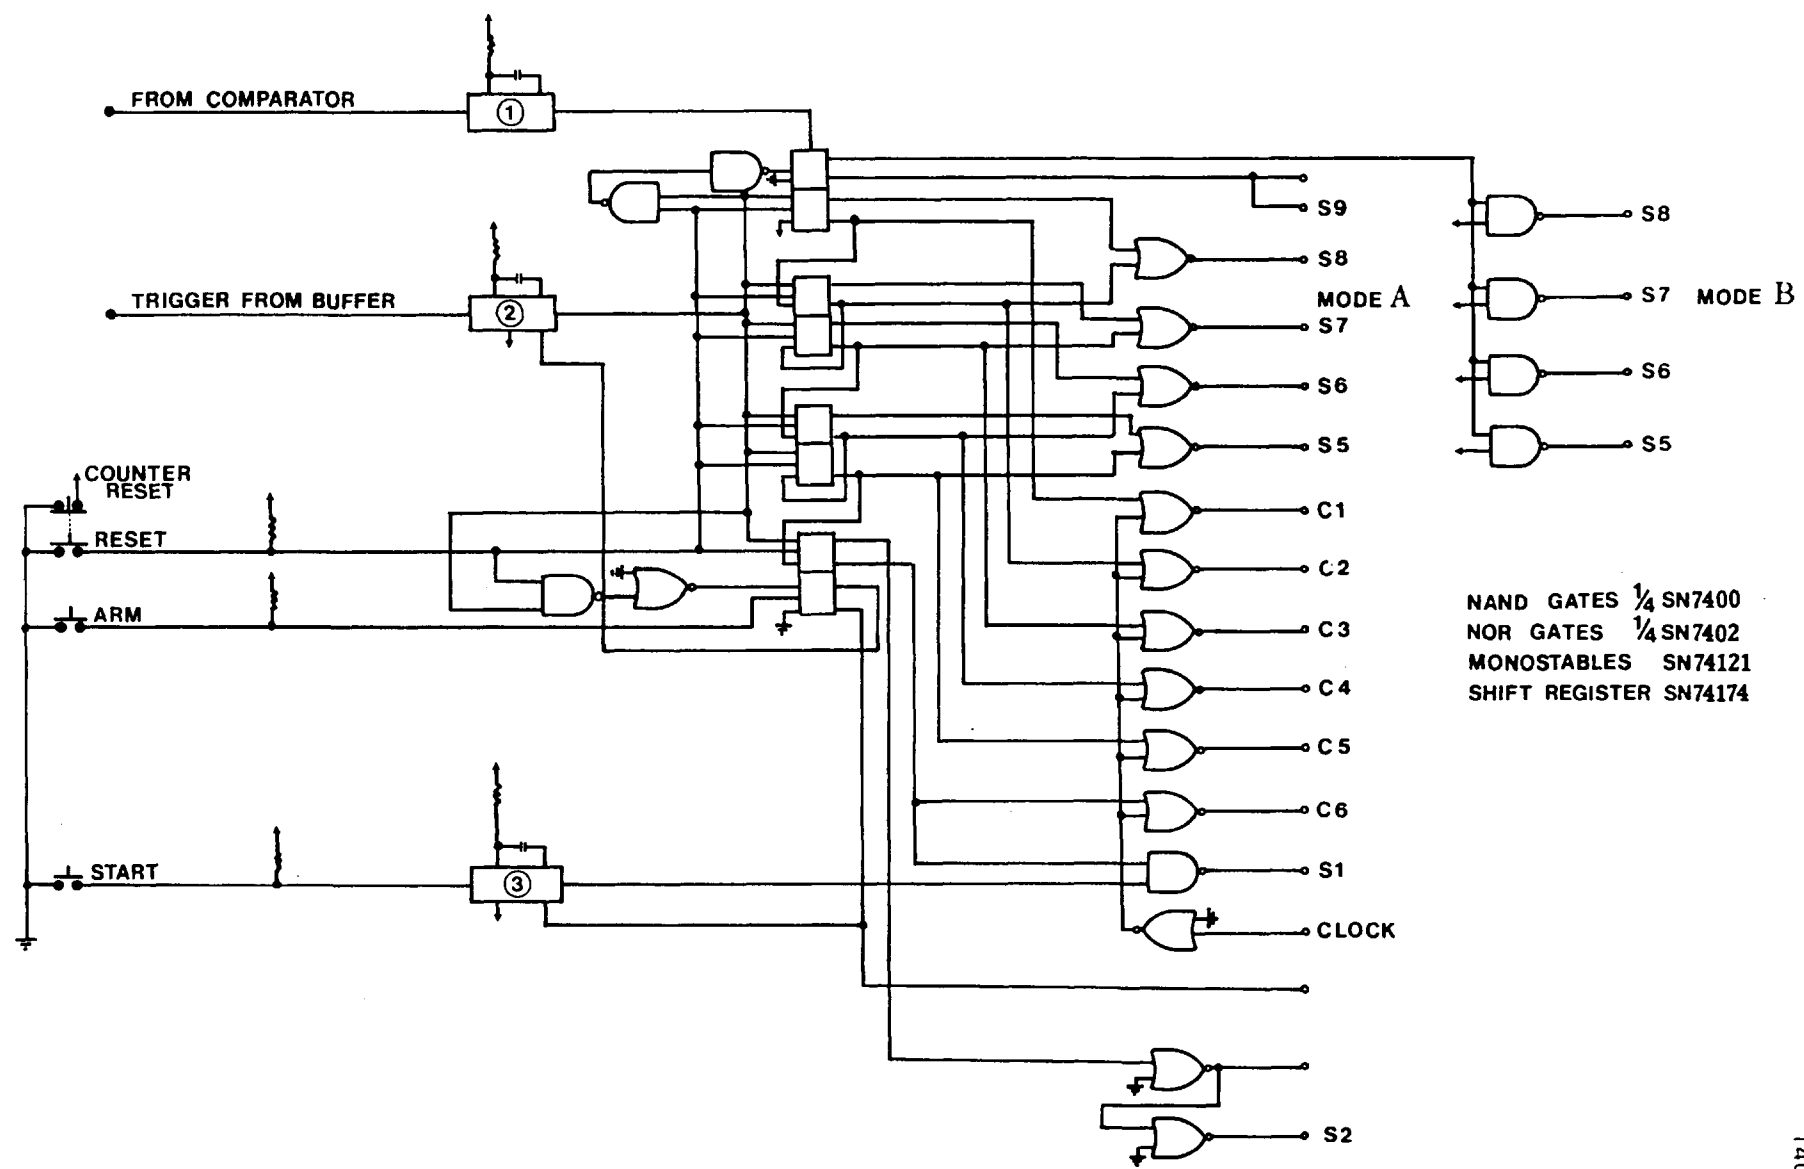 FROM COMPARATOR
1
TRIGGER FROM BUFFER
2
COUNTER
RESET
RESET
ARM
START
3
S9
S8
MODE A
S7
S6
S5
C1
C2
C3
C4
C5
C6
S1
CLOCK
S2
S8
S7 MODE B
S6
S5
NAND GATES ¼ SN7400
NOR GATES ¼ SN7402
MONOSTABLES SN74121
SHIFT REGISTER SN74174